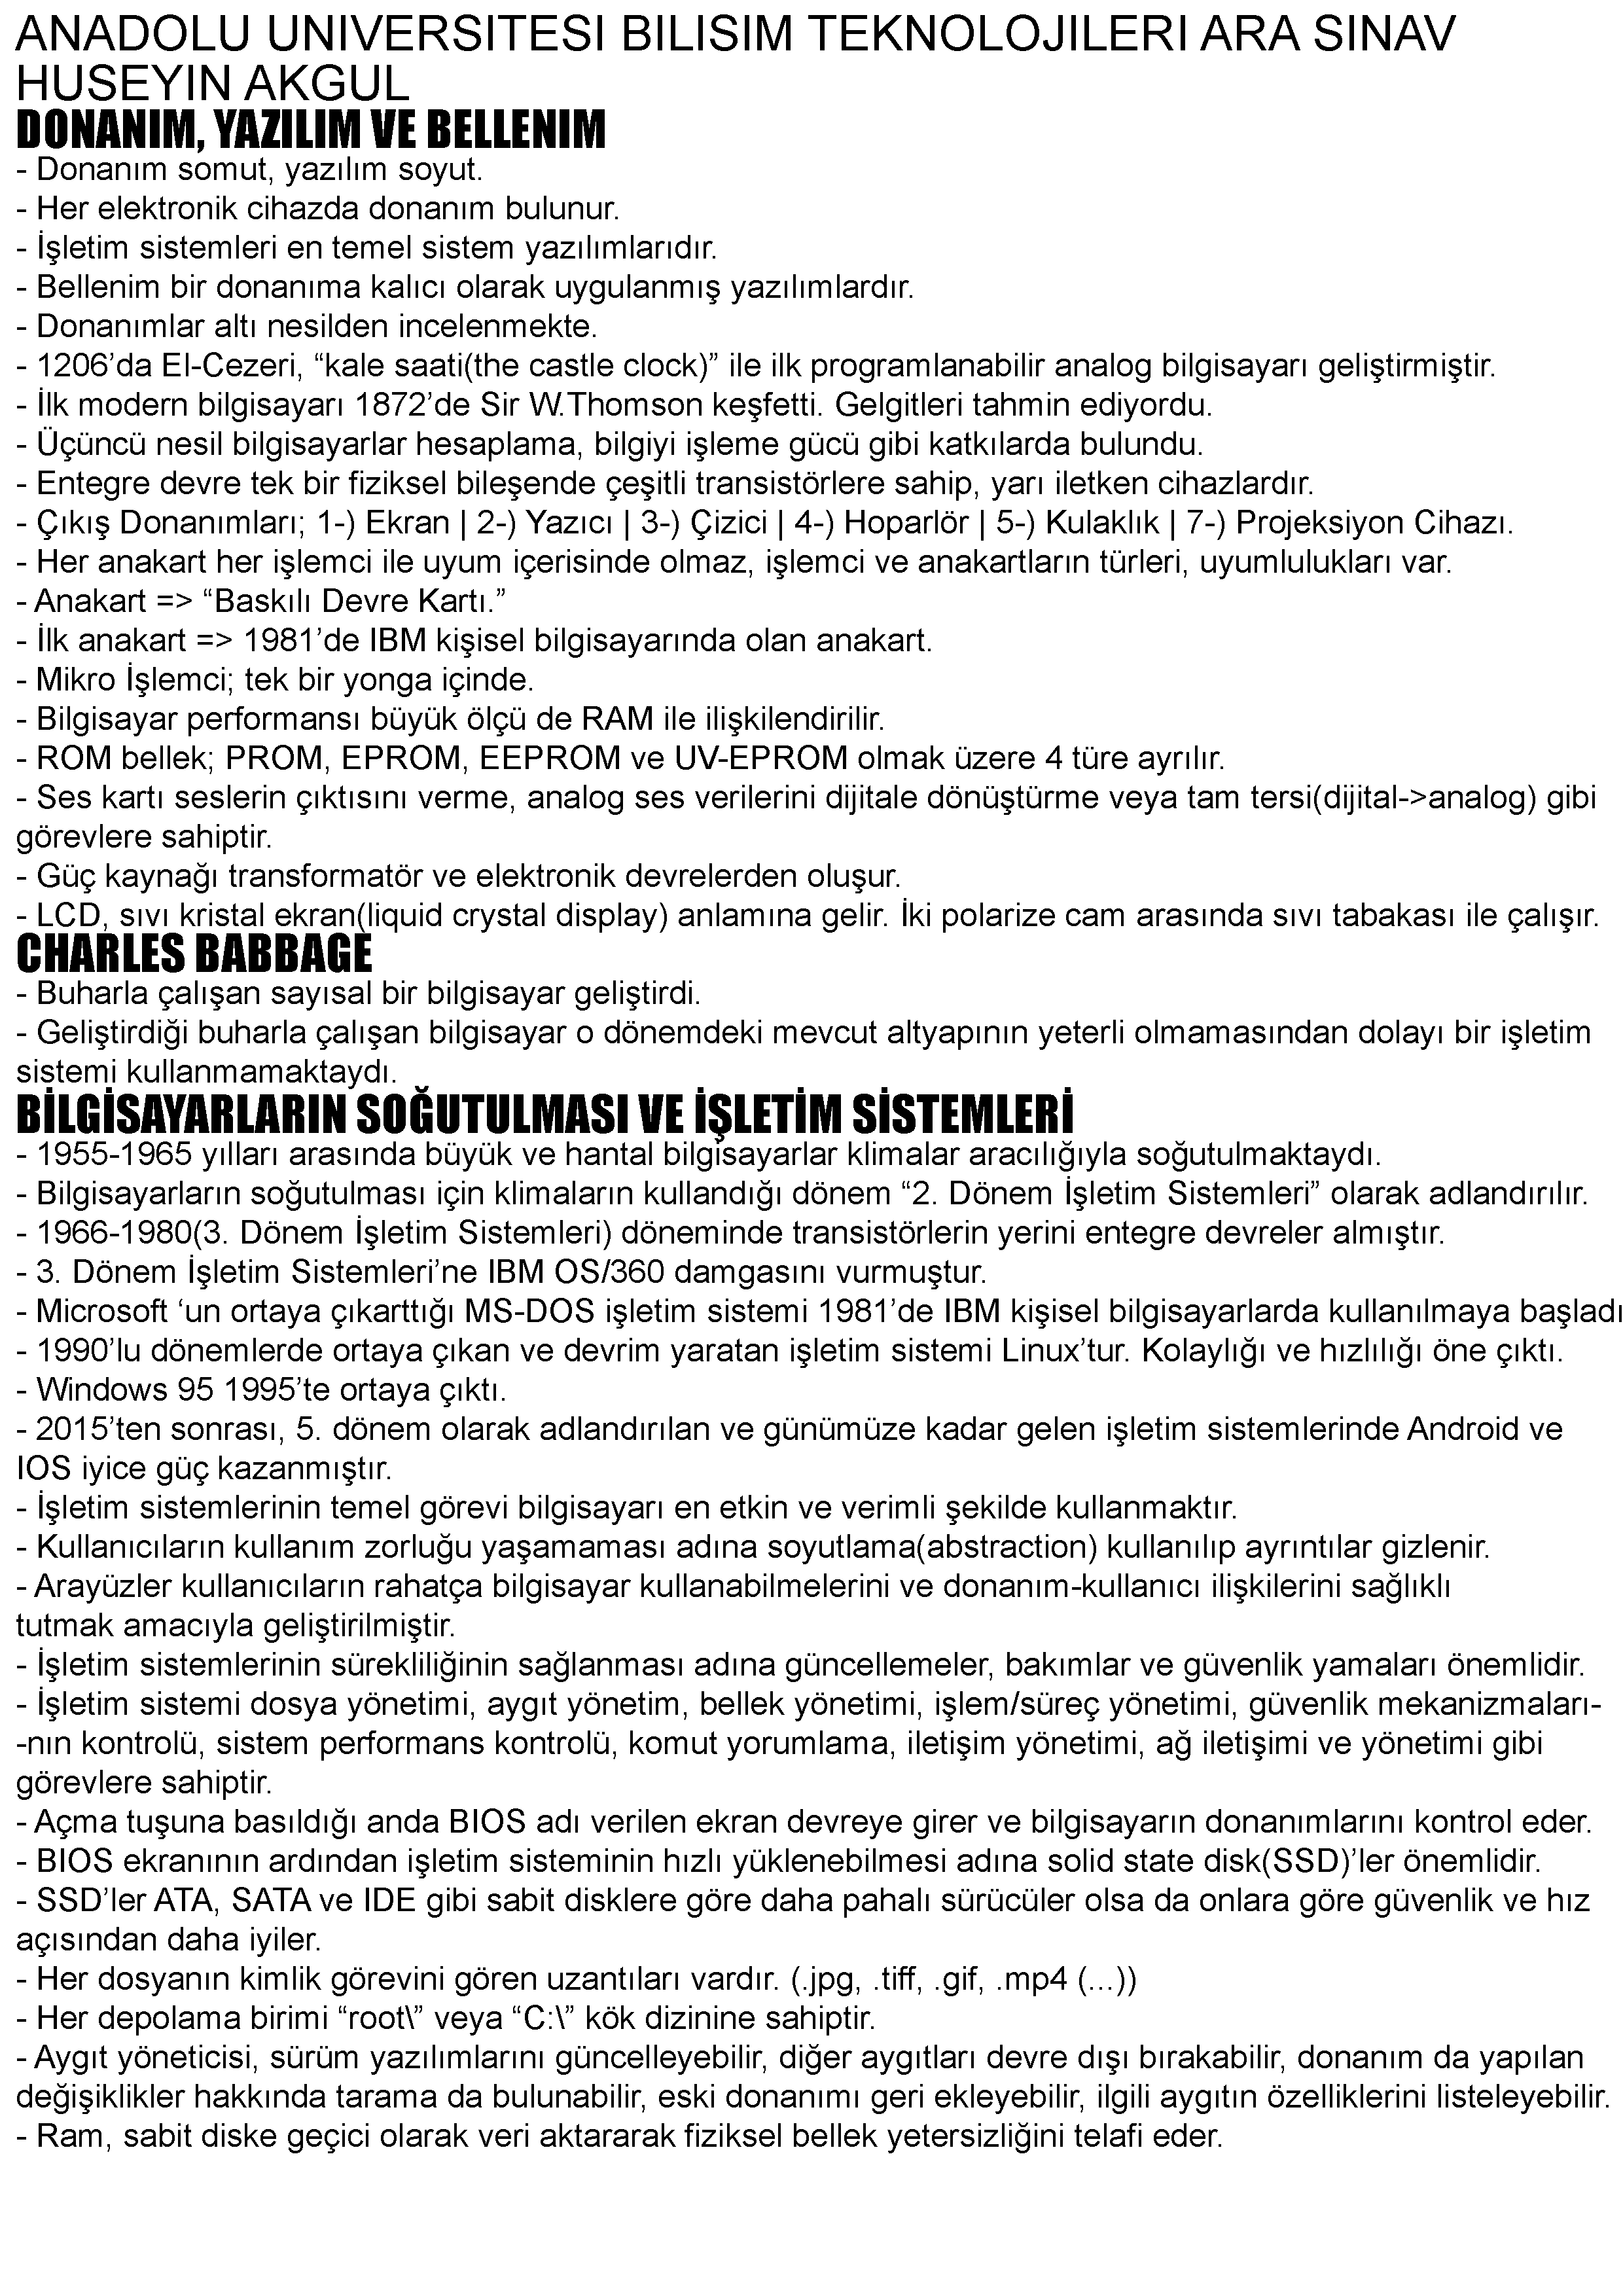 ANADOLU UNIVERSITESI BILISIM TEKNOLOJILERI ARA SINAV
HUSEYIN AKGUL
DONANIM, YAZILIM VE BELLENIM
- Donanım somut, yazılım soyut.
- Her elektronik cihazda donanım bulunur.
- İşletim sistemleri en temel sistem yazılımlarıdır.
- Bellenim bir donanıma kalıcı olarak uygulanmış yazılımlardır.
- Donanımlar altı nesilden incelenmekte.
- 1206’da El-Cezeri, “kale saati(the castle clock)” ile ilk programlanabilir analog bilgisayarı geliştirmiştir.
- İlk modern bilgisayarı 1872’de Sir W.Thomson keşfetti. Gelgitleri tahmin ediyordu.
- Üçüncü nesil bilgisayarlar hesaplama, bilgiyi işleme gücü gibi katkılarda bulundu.
- Entegre devre tek bir fiziksel bileşende çeşitli transistörlere sahip, yarı iletken cihazlardır.
- Çıkış Donanımları; 1-) Ekran | 2-) Yazıcı | 3-) Çizici | 4-) Hoparlör | 5-) Kulaklık | 7-) Projeksiyon Cihazı.
- Her anakart her işlemci ile uyum içerisinde olmaz, işlemci ve anakartların türleri, uyumlulukları var.
- Anakart => “Baskılı Devre Kartı.”
- İlk anakart => 1981’de IBM kişisel bilgisayarında olan anakart.
- Mikro İşlemci; tek bir yonga içinde.
- Bilgisayar performansı büyük ölçü de RAM ile ilişkilendirilir.
- ROM bellek; PROM, EPROM, EEPROM ve UV-EPROM olmak üzere 4 türe ayrılır.
- Ses kartı seslerin çıktısını verme, analog ses verilerini dijitale dönüştürme veya tam tersi(dijital->analog) gibi
görevlere sahiptir.
- Güç kaynağı transformatör ve elektronik devrelerden oluşur.
- LCD, sıvı kristal ekran(liquid crystal display) anlamına gelir. İki polarize cam arasında sıvı tabakası ile çalışır.
CHARLES BABBAGE
- Buharla çalışan sayısal bir bilgisayar geliştirdi.
- Geliştirdiği buharla çalışan bilgisayar o dönemdeki mevcut altyapının yeterli olmamasından dolayı bir işletim
sistemi kullanmamaktaydı.
BİLGİSAYARLARIN SOĞUTULMASI VE İŞLETİM SİSTEMLERİ
- 1955-1965 yılları arasında büyük ve hantal bilgisayarlar klimalar aracılığıyla soğutulmaktaydı.
- Bilgisayarların soğutulması için klimaların kullandığı dönem “2. Dönem İşletim Sistemleri” olarak adlandırılır.
- 1966-1980(3. Dönem İşletim Sistemleri) döneminde transistörlerin yerini entegre devreler almıştır.
- 3. Dönem İşletim Sistemleri’ne IBM OS/360 damgasını vurmuştur.
- Microsoft ‘un ortaya çıkarttığı MS-DOS işletim sistemi 1981’de IBM kişisel bilgisayarlarda kullanılmaya başladı
- 1990’lu dönemlerde ortaya çıkan ve devrim yaratan işletim sistemi Linux’tur. Kolaylığı ve hızlılığı öne çıktı.
- Windows 95 1995’te ortaya çıktı.
- 2015’ten sonrası, 5. dönem olarak adlandırılan ve günümüze kadar gelen işletim sistemlerinde Android ve
IOS iyice güç kazanmıştır.
- İşletim sistemlerinin temel görevi bilgisayarı en etkin ve verimli şekilde kullanmaktır.
- Kullanıcıların kullanım zorluğu yaşamaması adına soyutlama(abstraction) kullanılıp ayrıntılar gizlenir.
- Arayüzler kullanıcıların rahatça bilgisayar kullanabilmelerini ve donanım-kullanıcı ilişkilerini sağlıklı
tutmak amacıyla geliştirilmiştir.
- İşletim sistemlerinin sürekliliğinin sağlanması adına güncellemeler, bakımlar ve güvenlik yamaları önemlidir.
- İşletim sistemi dosya yönetimi, aygıt yönetim, bellek yönetimi, işlem/süreç yönetimi, güvenlik mekanizmaları-
-nın kontrolü, sistem performans kontrolü, komut yorumlama, iletişim yönetimi, ağ iletişimi ve yönetimi gibi
görevlere sahiptir.
- Açma tuşuna basıldığı anda BIOS adı verilen ekran devreye girer ve bilgisayarın donanımlarını kontrol eder.
- BIOS ekranının ardından işletim sisteminin hızlı yüklenebilmesi adına solid state disk(SSD)’ler önemlidir.
- SSD’ler ATA, SATA ve IDE gibi sabit disklere göre daha pahalı sürücüler olsa da onlara göre güvenlik ve hız
açısından daha iyiler.
- Her dosyanın kimlik görevini gören uzantıları vardır. (.jpg, .tiff, .gif, .mp4 (...))
- Her depolama birimi “root\” veya “C:\” kök dizinine sahiptir.
- Aygıt yöneticisi, sürüm yazılımlarını güncelleyebilir, diğer aygıtları devre dışı bırakabilir, donanım da yapılan
değişiklikler hakkında tarama da bulunabilir, eski donanımı geri ekleyebilir, ilgili aygıtın özelliklerini listeleyebilir.
- Ram, sabit diske geçici olarak veri aktararak fiziksel bellek yetersizliğini telafi eder.